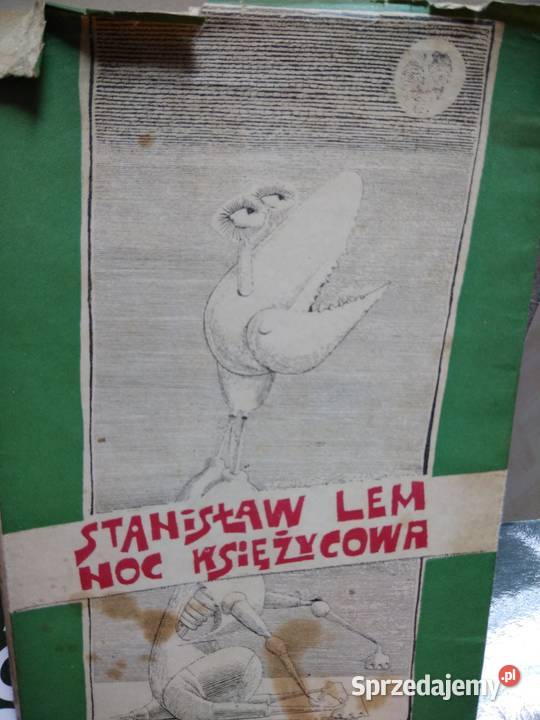 STANISŁAW LEM
NOC KSIĘŻYCOWA
Sprzedajemy.pl